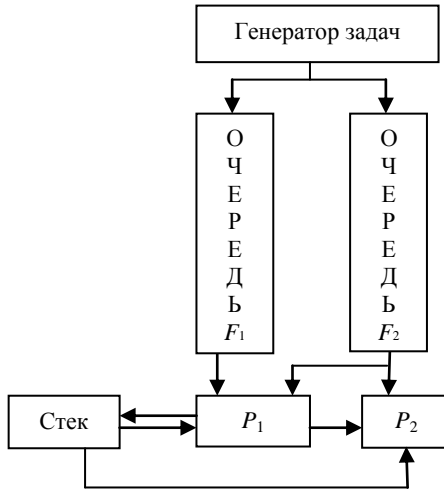 Генератор задач
О
Ч
Е
Р
Е
Д
Ь
F1
О
Ч
Е
Р
Е
Д
Ь
F2
Стек
P1
P2